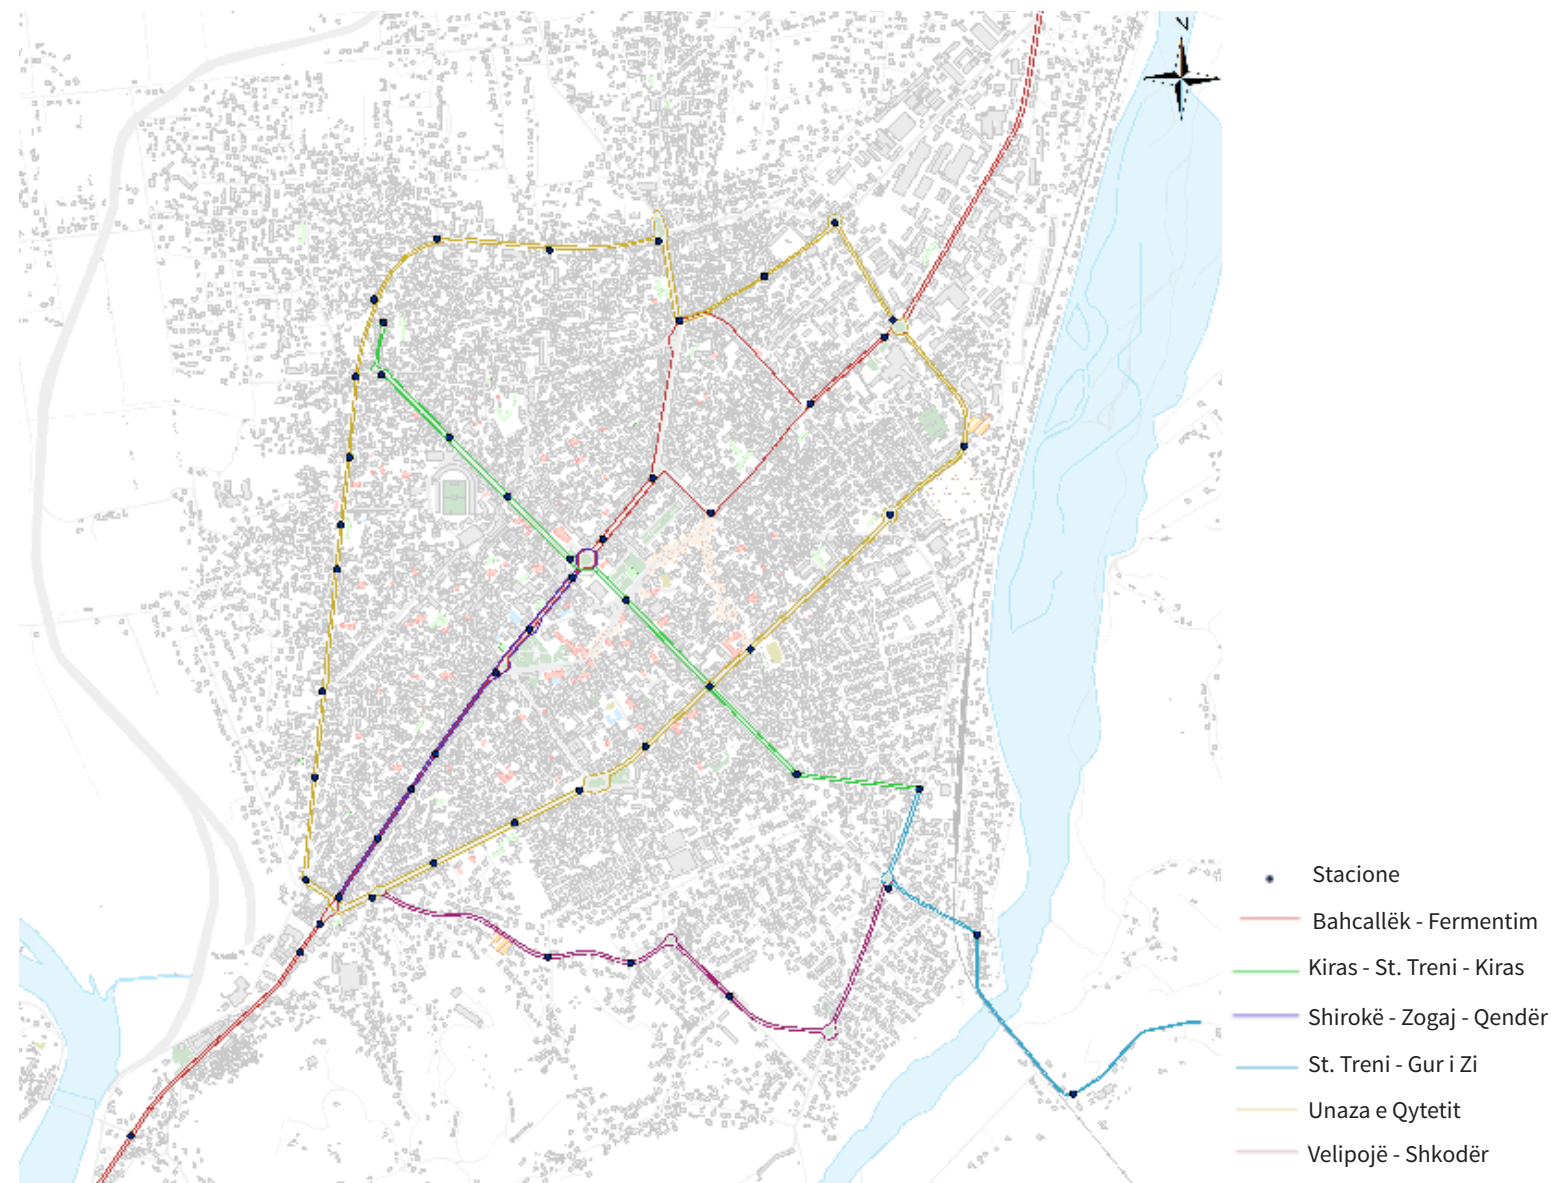 N
Stacione
Bahcallëk - Fermentim
Kiras - St. Treni - Kiras
Shirokë - Zogaj - Qendër
St. Treni - Gur i Zi
Unaza e Qytetit
Velipojë - Shkodër